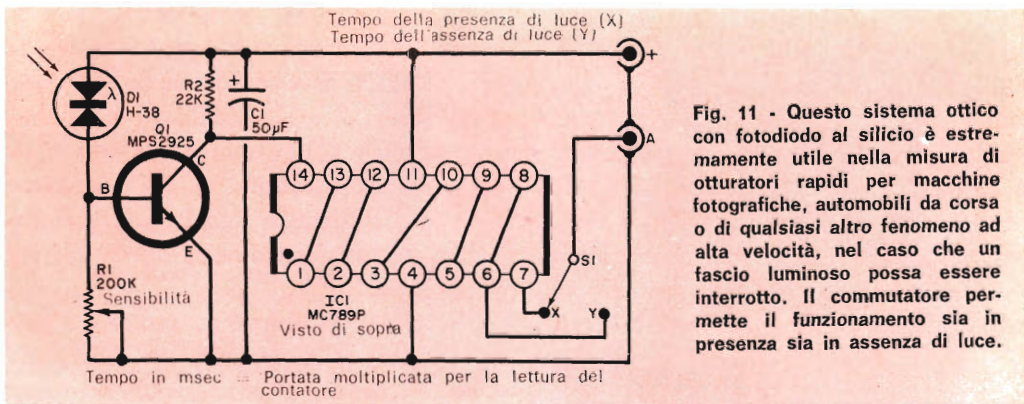 Tempo della presenza di luce (X)
Tempo dell'assenza di luce (Y)
+
λ
D1
H-38
R2
22K
+
C1
50µF
Q1
MPS2925
C
B
E
A
14 13 12 11 10 9 8
1 2 3 4 5 6 7
S1
X
Y
R1
200K
Sensibilità
IC1
MC789P
Visto di sopra
Tempo in msec = Portata moltiplicata per la lettura del
contatore
Fig. 11 - Questo sistema ottico
con fotodiodo al silicio è estre-
mamente utile nella misura di
otturatori rapidi per macchine
fotografiche, automobili da corsa
o di qualsiasi altro fenomeno ad
alta velocità, nel caso che un
fascio luminoso possa essere
interrotto. Il commutatore per-
mette il funzionamento sia in
presenza sia in assenza di luce.